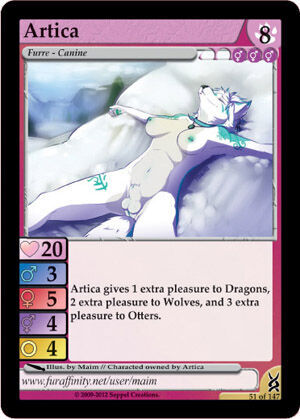 Artica
8
Furre - Canine
20
3
5
4
4
Artica gives 1 extra pleasure to Dragons,
2 extra pleasure to Wolves, and 3 extra
pleasure to Otters.
Illus. by Maim // Characted owned by Artica
© 2009-2012 Seppel Creations.
www.furaffinity.net/user/maim
51 of 147